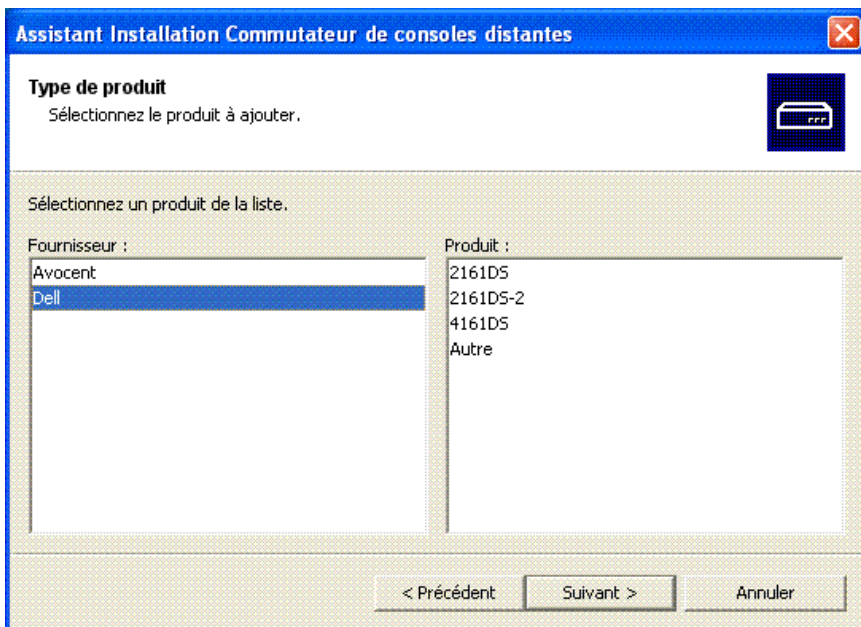 Assistant Installation Commutateur de consoles distantes
Type de produit
Sélectionnez le produit à ajouter.
Sélectionnez un produit de la liste.
Fournisseur :
Avocent
Dell
Produit :
2161DS
2161DS-2
4161DS
Autre
< Précédent
Suivant >
Annuler